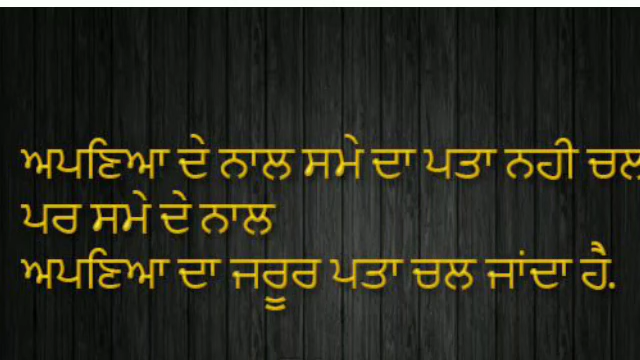 ਅਪਣਿਆ ਦੇ ਨਾਲ ਸਮੇ ਦਾ ਪਤਾ ਨਹੀ ਚਲ
ਪਰ ਸਮੇ ਦੇ ਨਾਲ
ਅਪਣਿਆ ਦਾ ਜਰੂਰ ਪਤਾ ਚਲ ਜਾਂਦਾ ਹੈ.